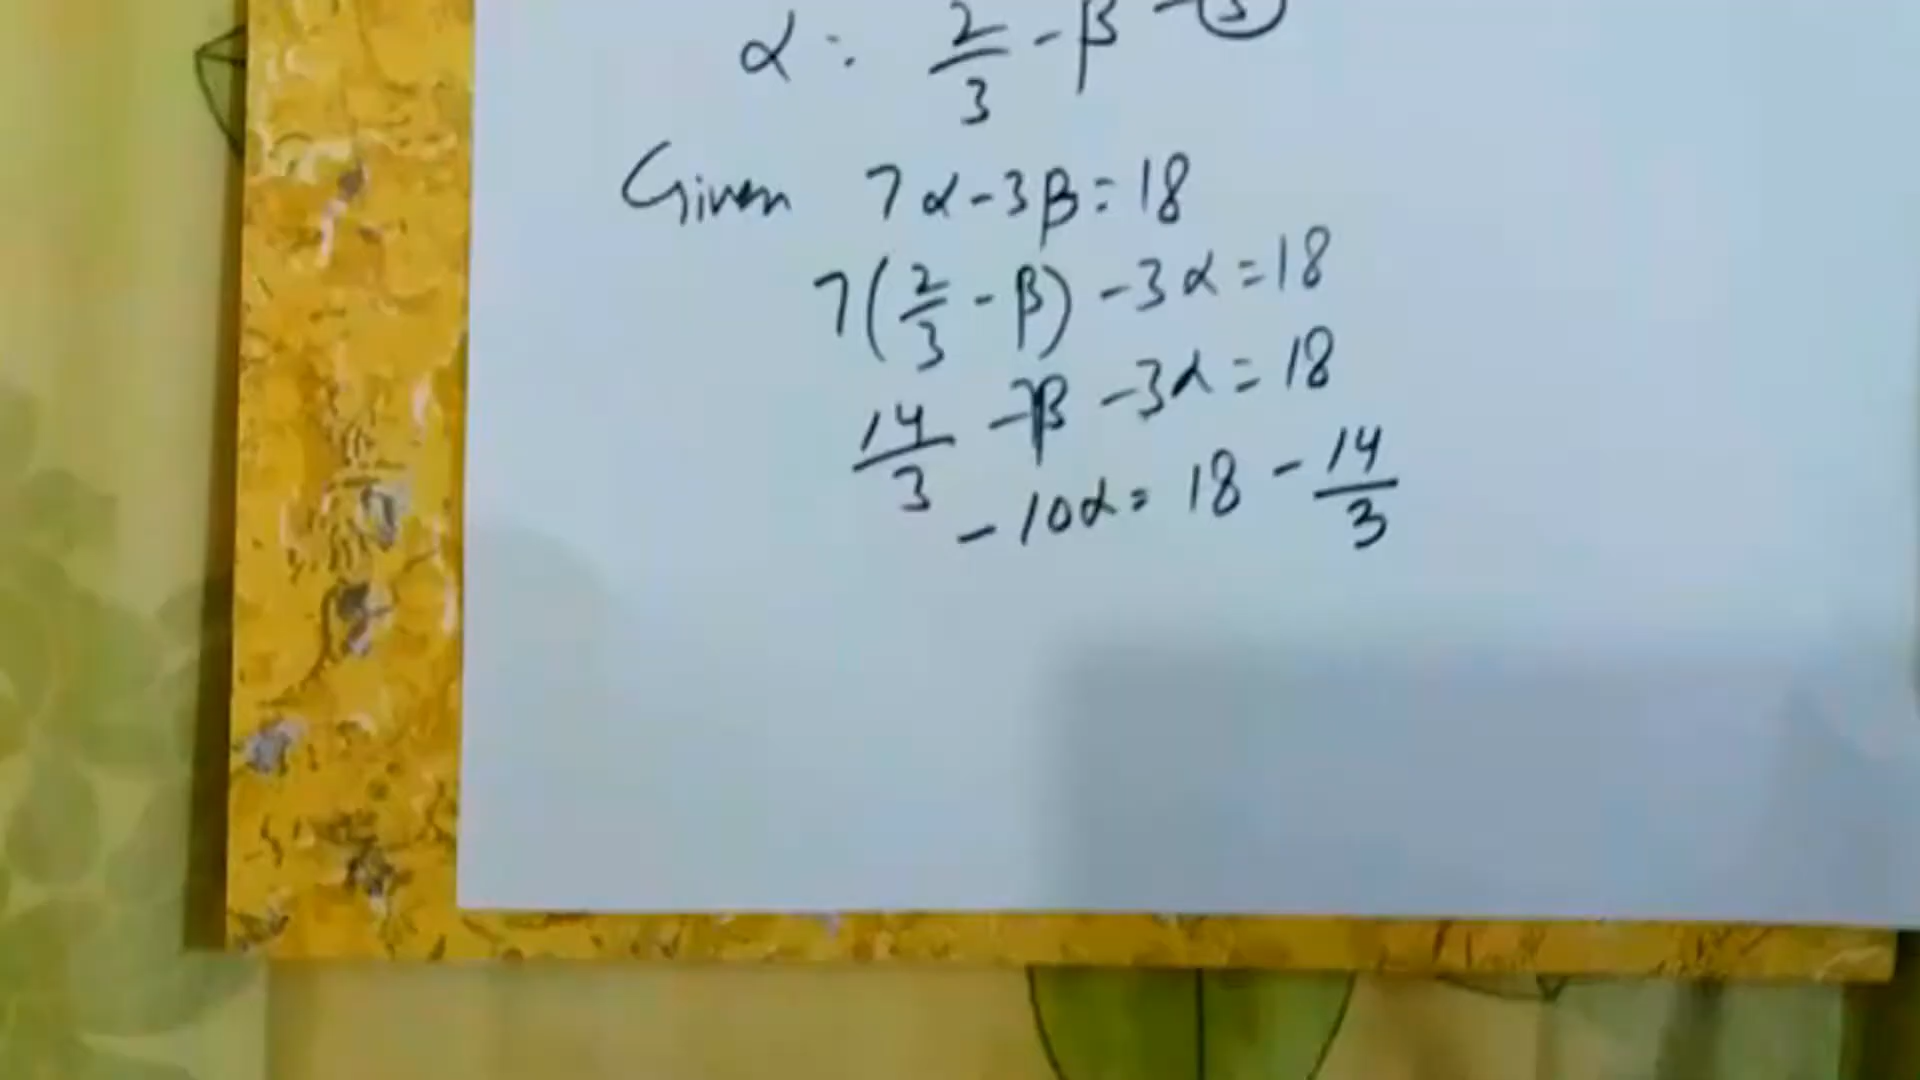 α = 2/3 - β - ③
Given 7α - 3β = 18
7(2/3 - β) - 3α = 18
14/3 - 7β - 3α = 18
- 10α = 18 - 14/3